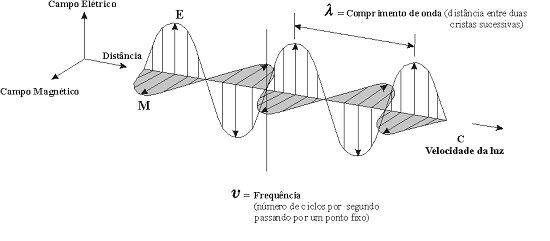 Campo Elétrico
E
λ = Comprimento de onda (distância entre duas
cristas sucessivas)
Distância
Campo Magnético
M
C
Velocidade da luz
υ = Frequência
(número de ciclos por segundo
passando por um ponto fixo)